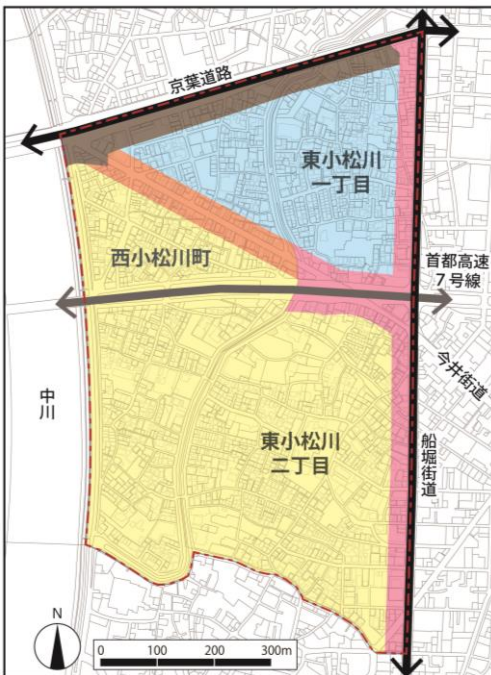 京葉道路
東小松川
一丁目
西小松川町
首都高速
7号線
今井街道
中川
東小松川
二丁目
船堀街道
N
0 100 200 300m